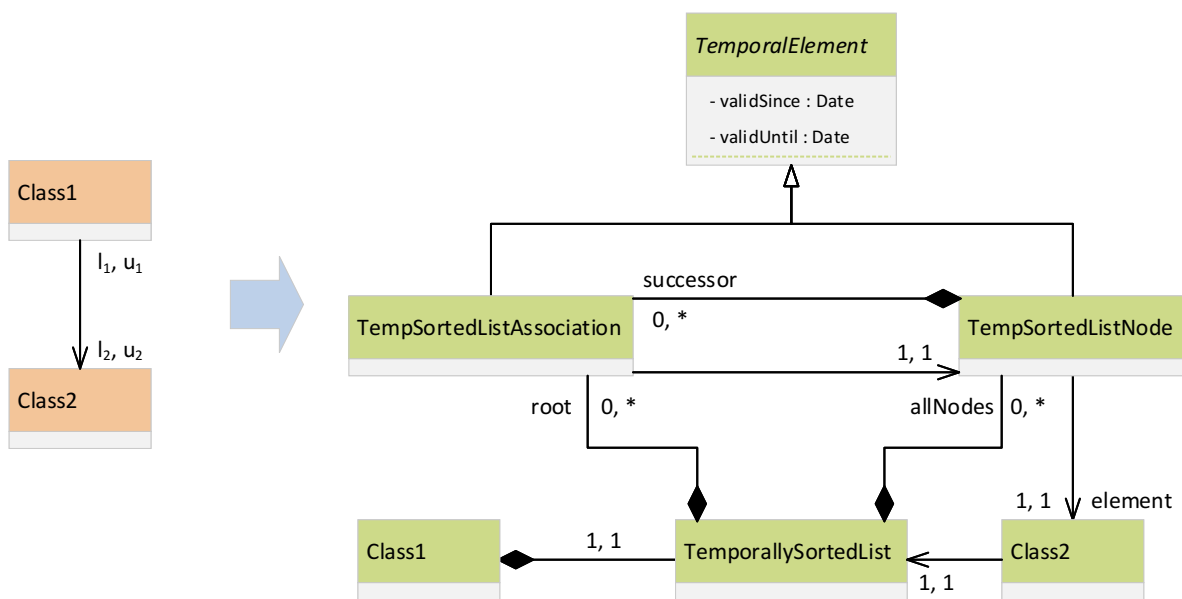 TemporalElement
- validSince : Date
- validUntil : Date
Class1
l₁, u₁
l₂, u₂
Class2
successor
TempSortedListAssociation
0, *
TempSortedListNode
1, 1
root
0, *
allNodes
0, *
1, 1
element
Class1
1, 1
TemporallySortedList
1, 1
Class2